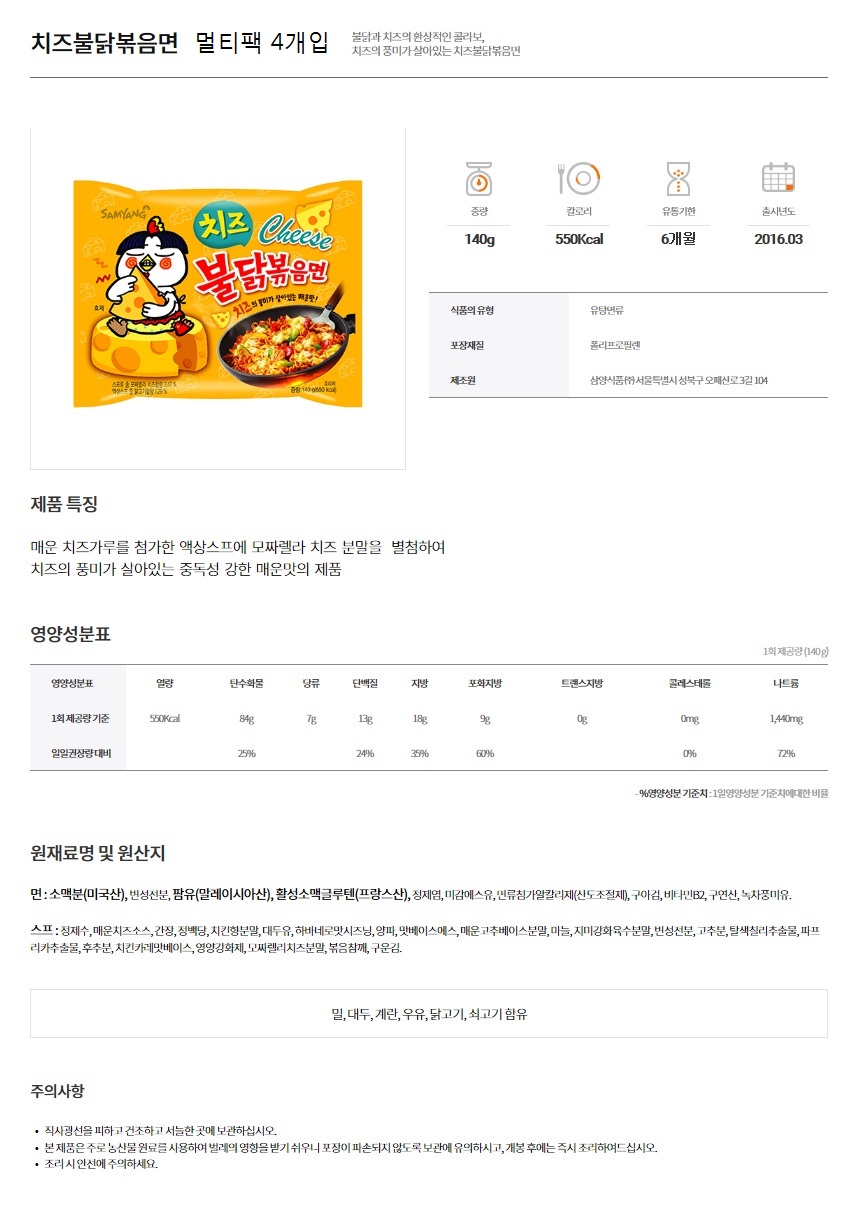 치즈불닭볶음면 멀티팩 4개입
불닭과 치즈의 환상적인 콜라보,
치즈의 풍미가 살아있는 치즈불닭볶음면
SAMYANG
치즈
Cheese
불닭볶음면
치즈의 풍미가 살아있는 매운맛!
호치
조리예
중량: 140 g(550 kcal)
중량
칼로리
유통기한
출시년도
140g
550Kcal
6개월
2016.03
식품의 유형 유탕면류
포장재질 폴리프로필렌
제조원 삼양식품㈜ 서울특별시 성북구 오패산로 3길 104
제품 특징
매운 치즈가루를 첨가한 액상스프에 모짜렐라 치즈 분말을 별첨하여
치즈의 풍미가 살아있는 중독성 강한 매운맛의 제품
영양성분표
1회 제공량 (140 g)
영양성분표 열량 탄수화물 당류 단백질 지방 포화지방 트랜스지방 콜레스테롤 나트륨
1회 제공량 기준 550Kcal 84g 7g 13g 18g 9g 0g 0mg 1,440mg
일일권장량 대비 25% 24% 35% 60% 0% 72%
- %영양성분 기준치 : 1일영양성분 기준치에대한 비율
원재료명 및 원산지
면 : 소맥분(미국산), 변성전분, 팜유(말레이시아산), 활성소맥글루텐(프랑스산), 정제염, 미감에스유, 면류첨가알칼리제(산도조절제), 구아검, 비타민B2, 구연산, 녹차풍미유.
스프 : 정제수, 매운치즈소스, 간장, 정백당, 치킨향분말, 대두유, 하바네로맛시즈닝, 양파, 맛베이스에스, 매운고추베이스분말, 마늘, 지미강화육수분말, 변성전분, 고추분, 탈색칠리추출물, 파프
리카추출물, 후추분, 치킨카레맛베이스, 영양강화제, 모짜렐리치즈분말, 볶음참깨, 구운김.
밀, 대두, 계란, 우유, 닭고기, 쇠고기 함유
주의사항
• 직사광선을 피하고 건조하고 서늘한 곳에 보관하십시오.
• 본 제품은 주로 농산물 원료를 사용하여 벌레의 영향을 받기 쉬우니 포장이 파손되지 않도록 보관에 유의하시고, 개봉 후에는 즉시 조리하여드십시오.
• 조리 시 안전에 주의하세요.